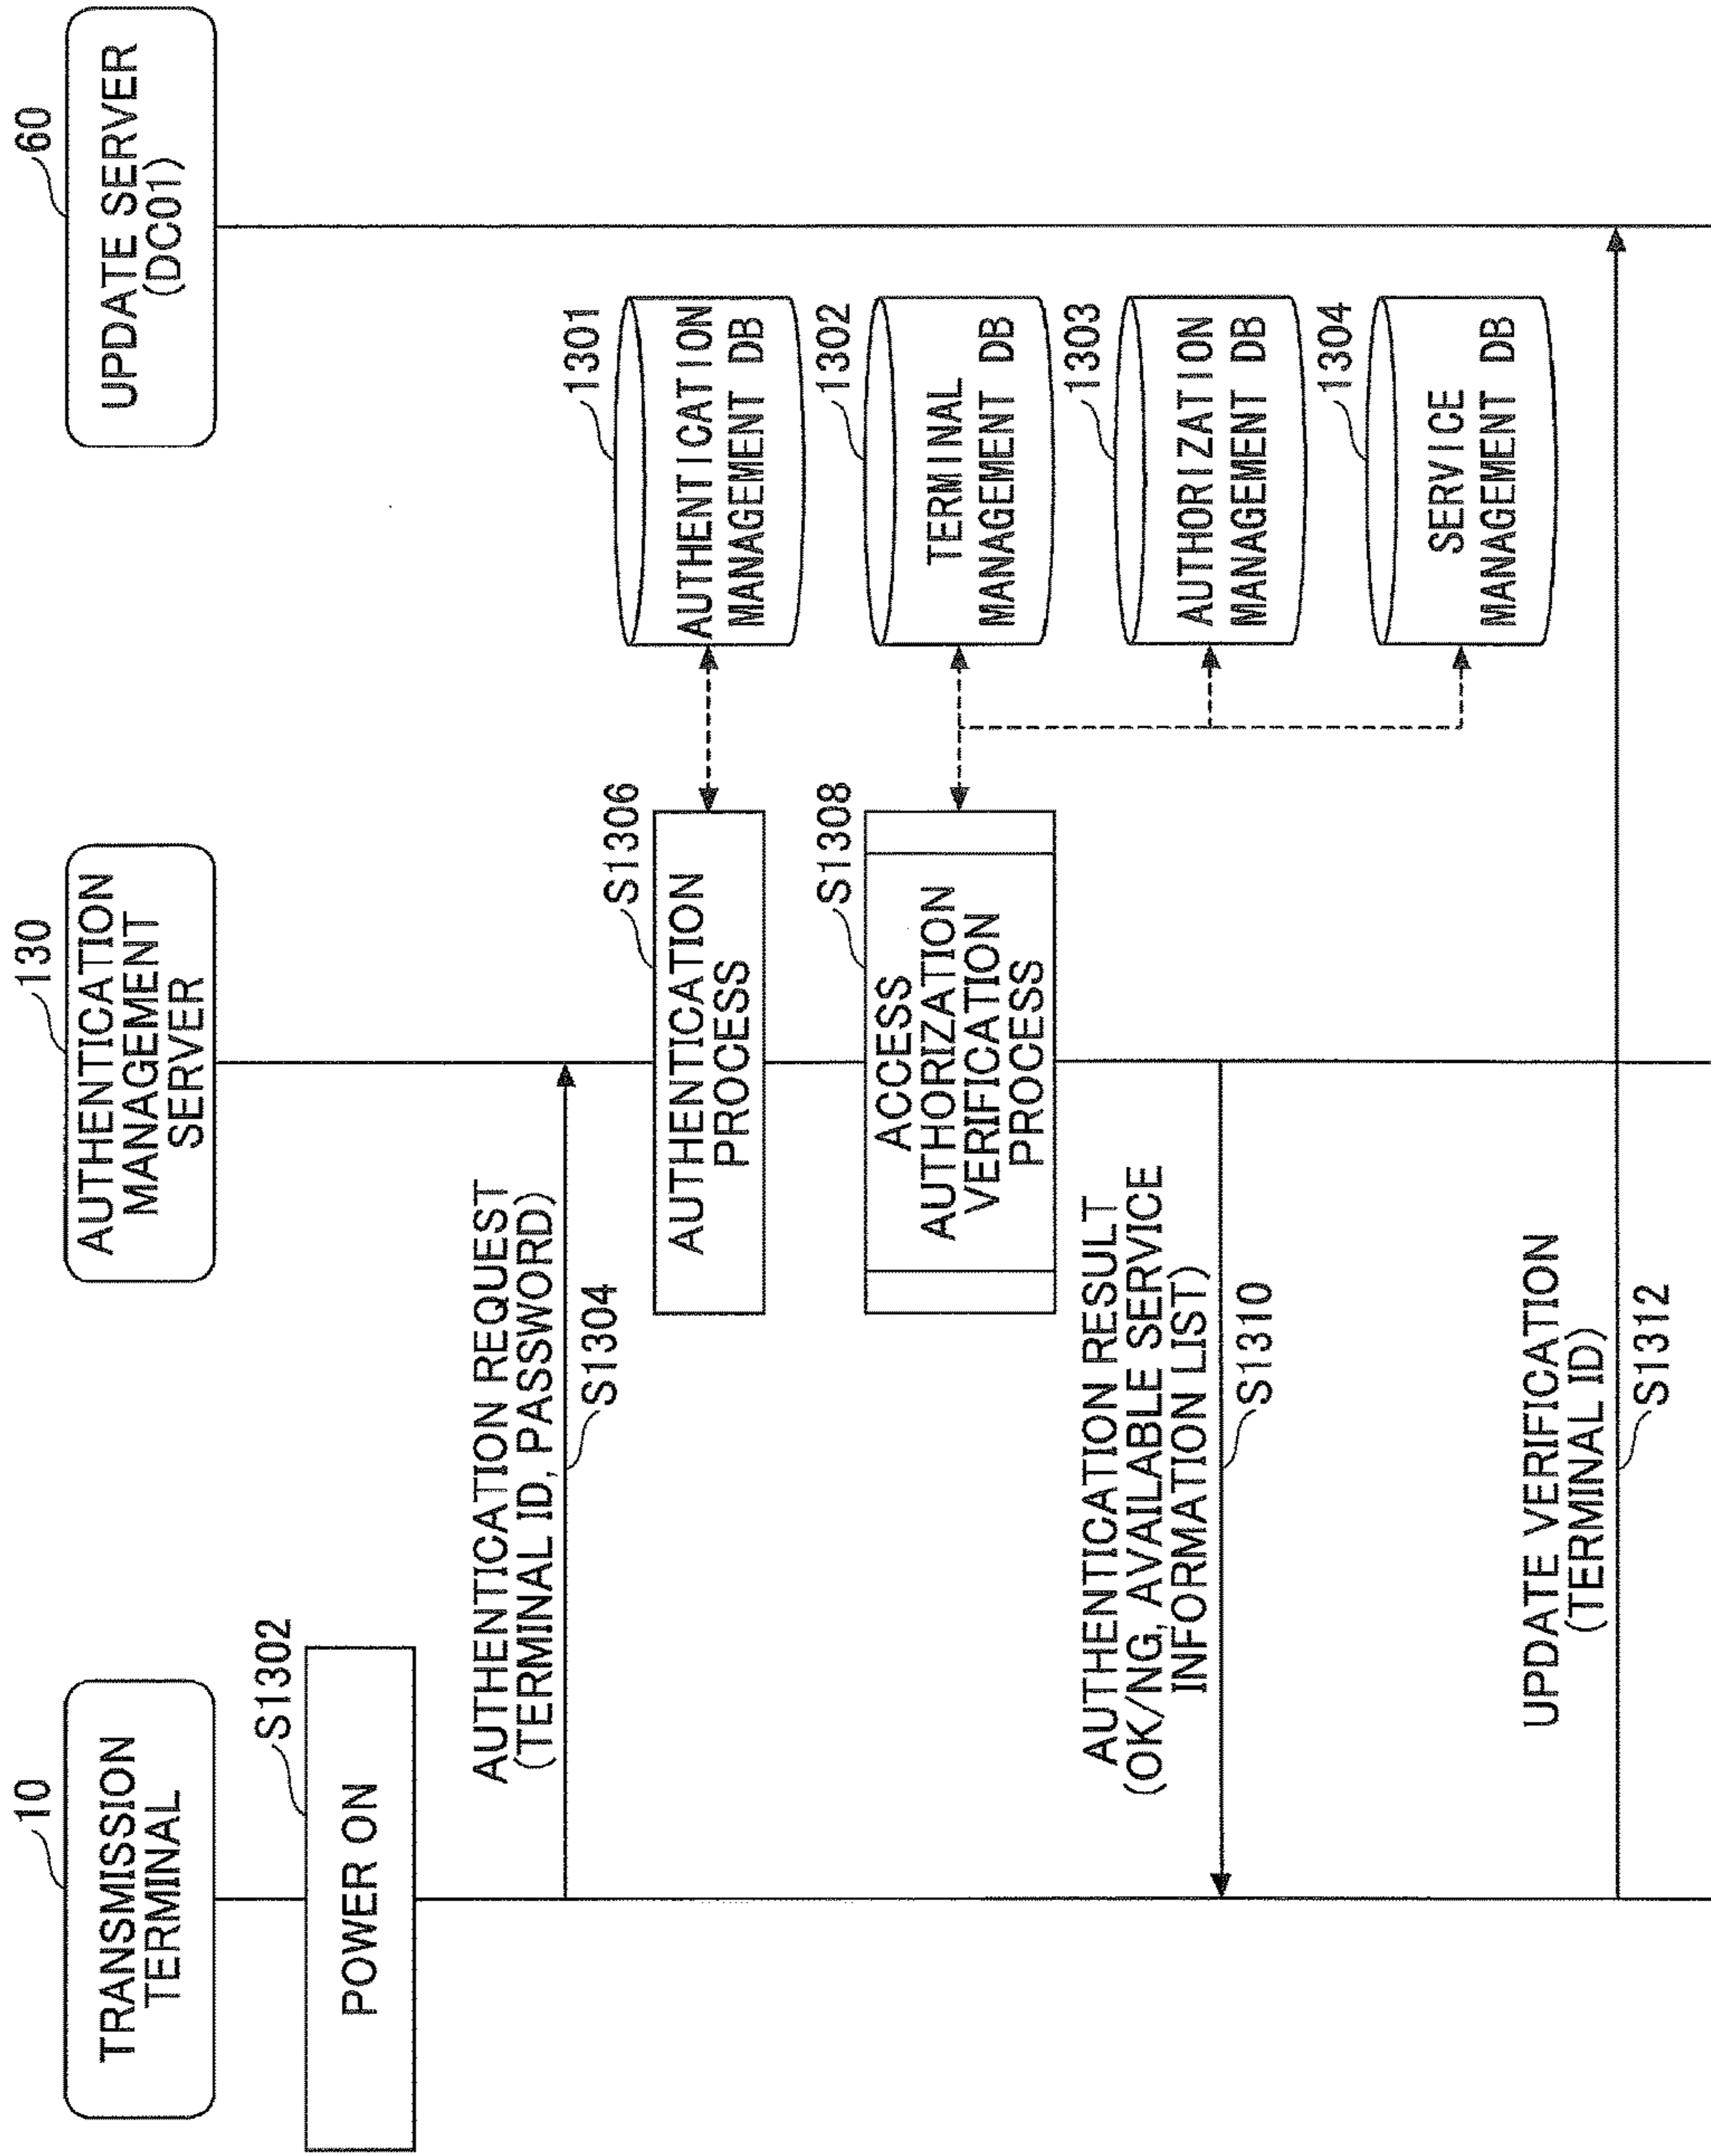 10
TRANSMISSION
TERMINAL
130
AUTHENTICATION
MANAGEMENT
SERVER
60
UPDATE SERVER
(DC01)
S1302
POWER ON
AUTHENTICATION REQUEST
(TERMINAL ID, PASSWORD)
S1304
S1306
AUTHENTICATION
PROCESS
1301
AUTHENTICATION
MANAGEMENT DB
S1308
ACCESS
AUTHORIZATION
VERIFICATION
PROCESS
1302
TERMINAL
MANAGEMENT DB
1303
AUTHORIZATION
MANAGEMENT DB
1304
SERVICE
MANAGEMENT DB
AUTHENTICATION RESULT
(OK/NG, AVAILABLE SERVICE
INFORMATION LIST)
S1310
UPDATE VERIFICATION
(TERMINAL ID)
S1312